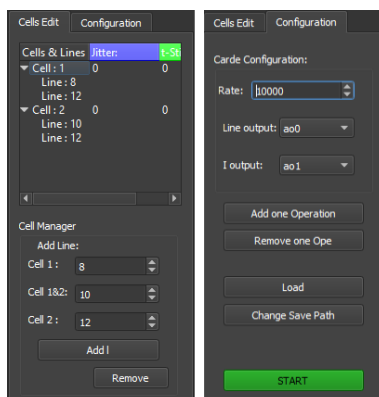 Cells Edit Configuration
Cells & Lines Jitter: t-Sta
Cell : 1 0 0
Line : 8
Line : 12
Cell : 2 0 0
Line : 10
Line : 12
Cell Manager
Add Line:
Cell 1 : 8
Cell 1&2: 10
Cell 2 : 12
Add l
Remove
Cells Edit Configuration
Carde Configuration:
Rate: 10000
Line output: ao0
I output: ao1
Add one Operation
Remove one Ope
Load
Change Save Path
START